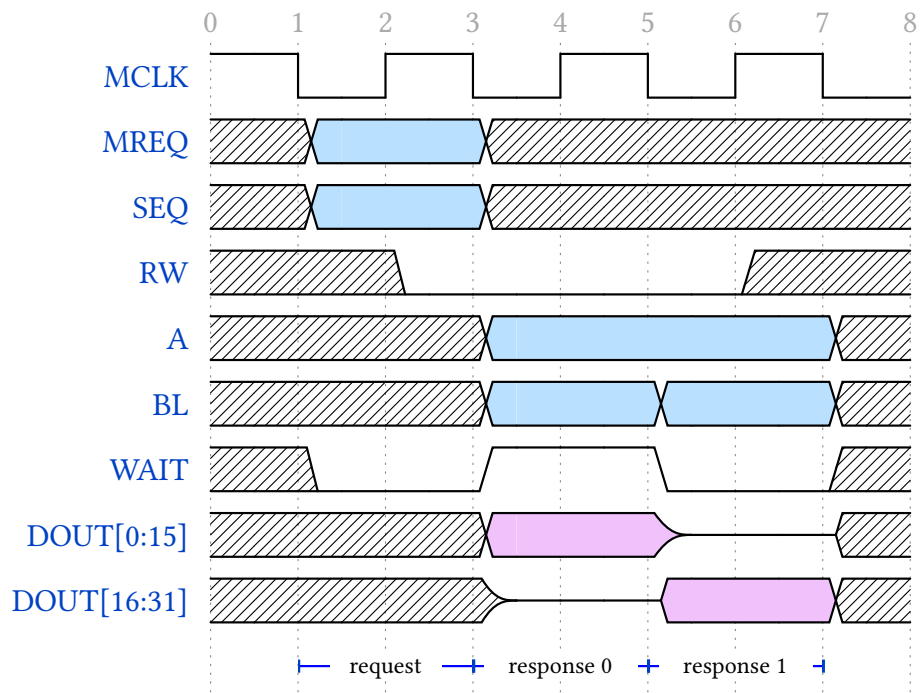 0 1 2 3 4 5 6 7 8
MCLK
MREQ
SEQ
RW
A
BL
WAIT
DOUT[0:15]
DOUT[16:31]
request response 0 response 1